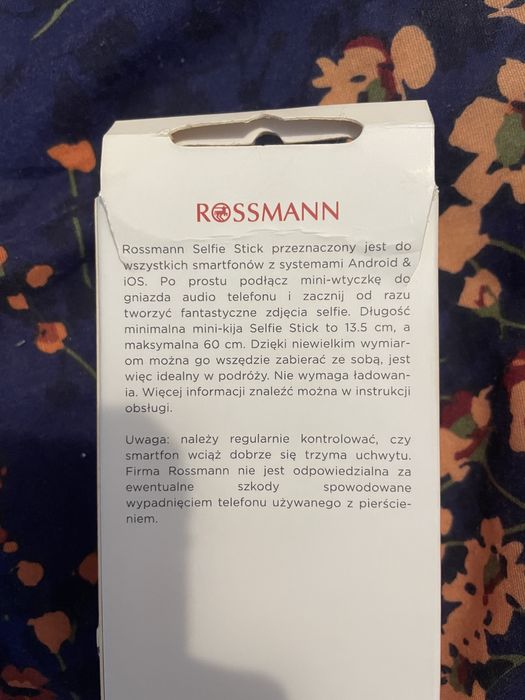 ROSSMANN
Rossmann Selfie Stick przeznaczony jest do
wszystkich smartfonów z systemami Android &
iOS. Po prostu podłącz mini-wtyczkę do
gniazda audio telefonu i zacznij od razu
tworzyć fantastyczne zdjęcia selfie. Długość
minimalna mini-kija Selfie Stick to 13.5 cm, a
maksymalna 60 cm. Dzięki niewielkim wymiar-
om można go wszędzie zabierać ze sobą, jest
więc idealny w podróży. Nie wymaga ładowan-
ia. Więcej informacji znaleźć można w instrukcji
obsługi.
Uwaga: należy regularnie kontrolować, czy
smartfon wciąż dobrze się trzyma uchwytu.
Firma Rossmann nie jest odpowiedzialna za
ewentualne szkody spowodowane
wypadnięciem telefonu używanego z pierście-
niem.